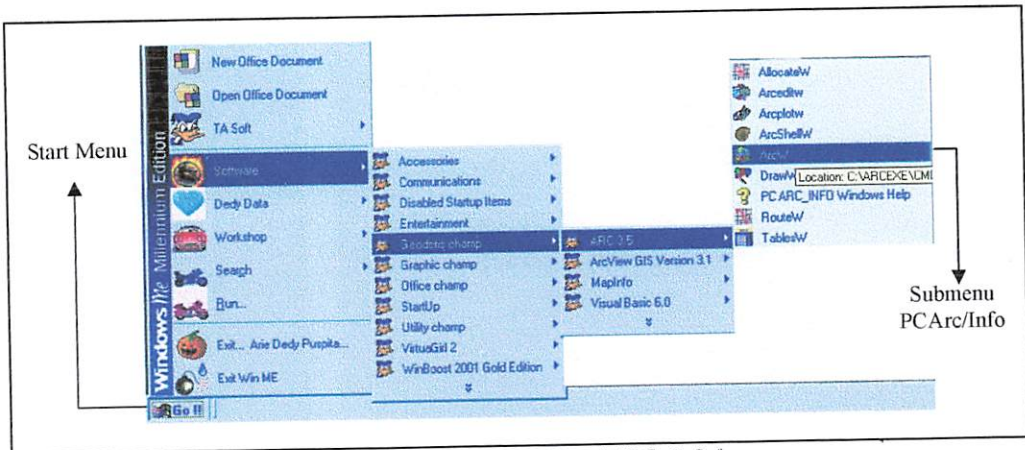 Start Menu
Windows Me Millennium Edition
New Office Document
Open Office Document
TA Soft
Software
Dedy Data
Workshop
Search
Run...
Exit... Arie Dedy Puspita...
Exit Win ME
Go !!
Accessories
Communications
Disabled Startup Items
Entertainment
Geodetic champ
Graphic champ
Office champ
StartUp
Utility champ
VirtuaGirl 2
WinBoost 2001 Gold Edition
ARC 3.5
ArcView GIS Version 3.1
MapInfo
Visual Basic 6.0
AllocateW
Arceditw
Arcplotw
ArcShellW
ArcW
DrawW
Location: C:\ARCEXE\CMD
PC ARC_INFO Windows Help
RouteW
TablesW
Submenu
PCArc/Info